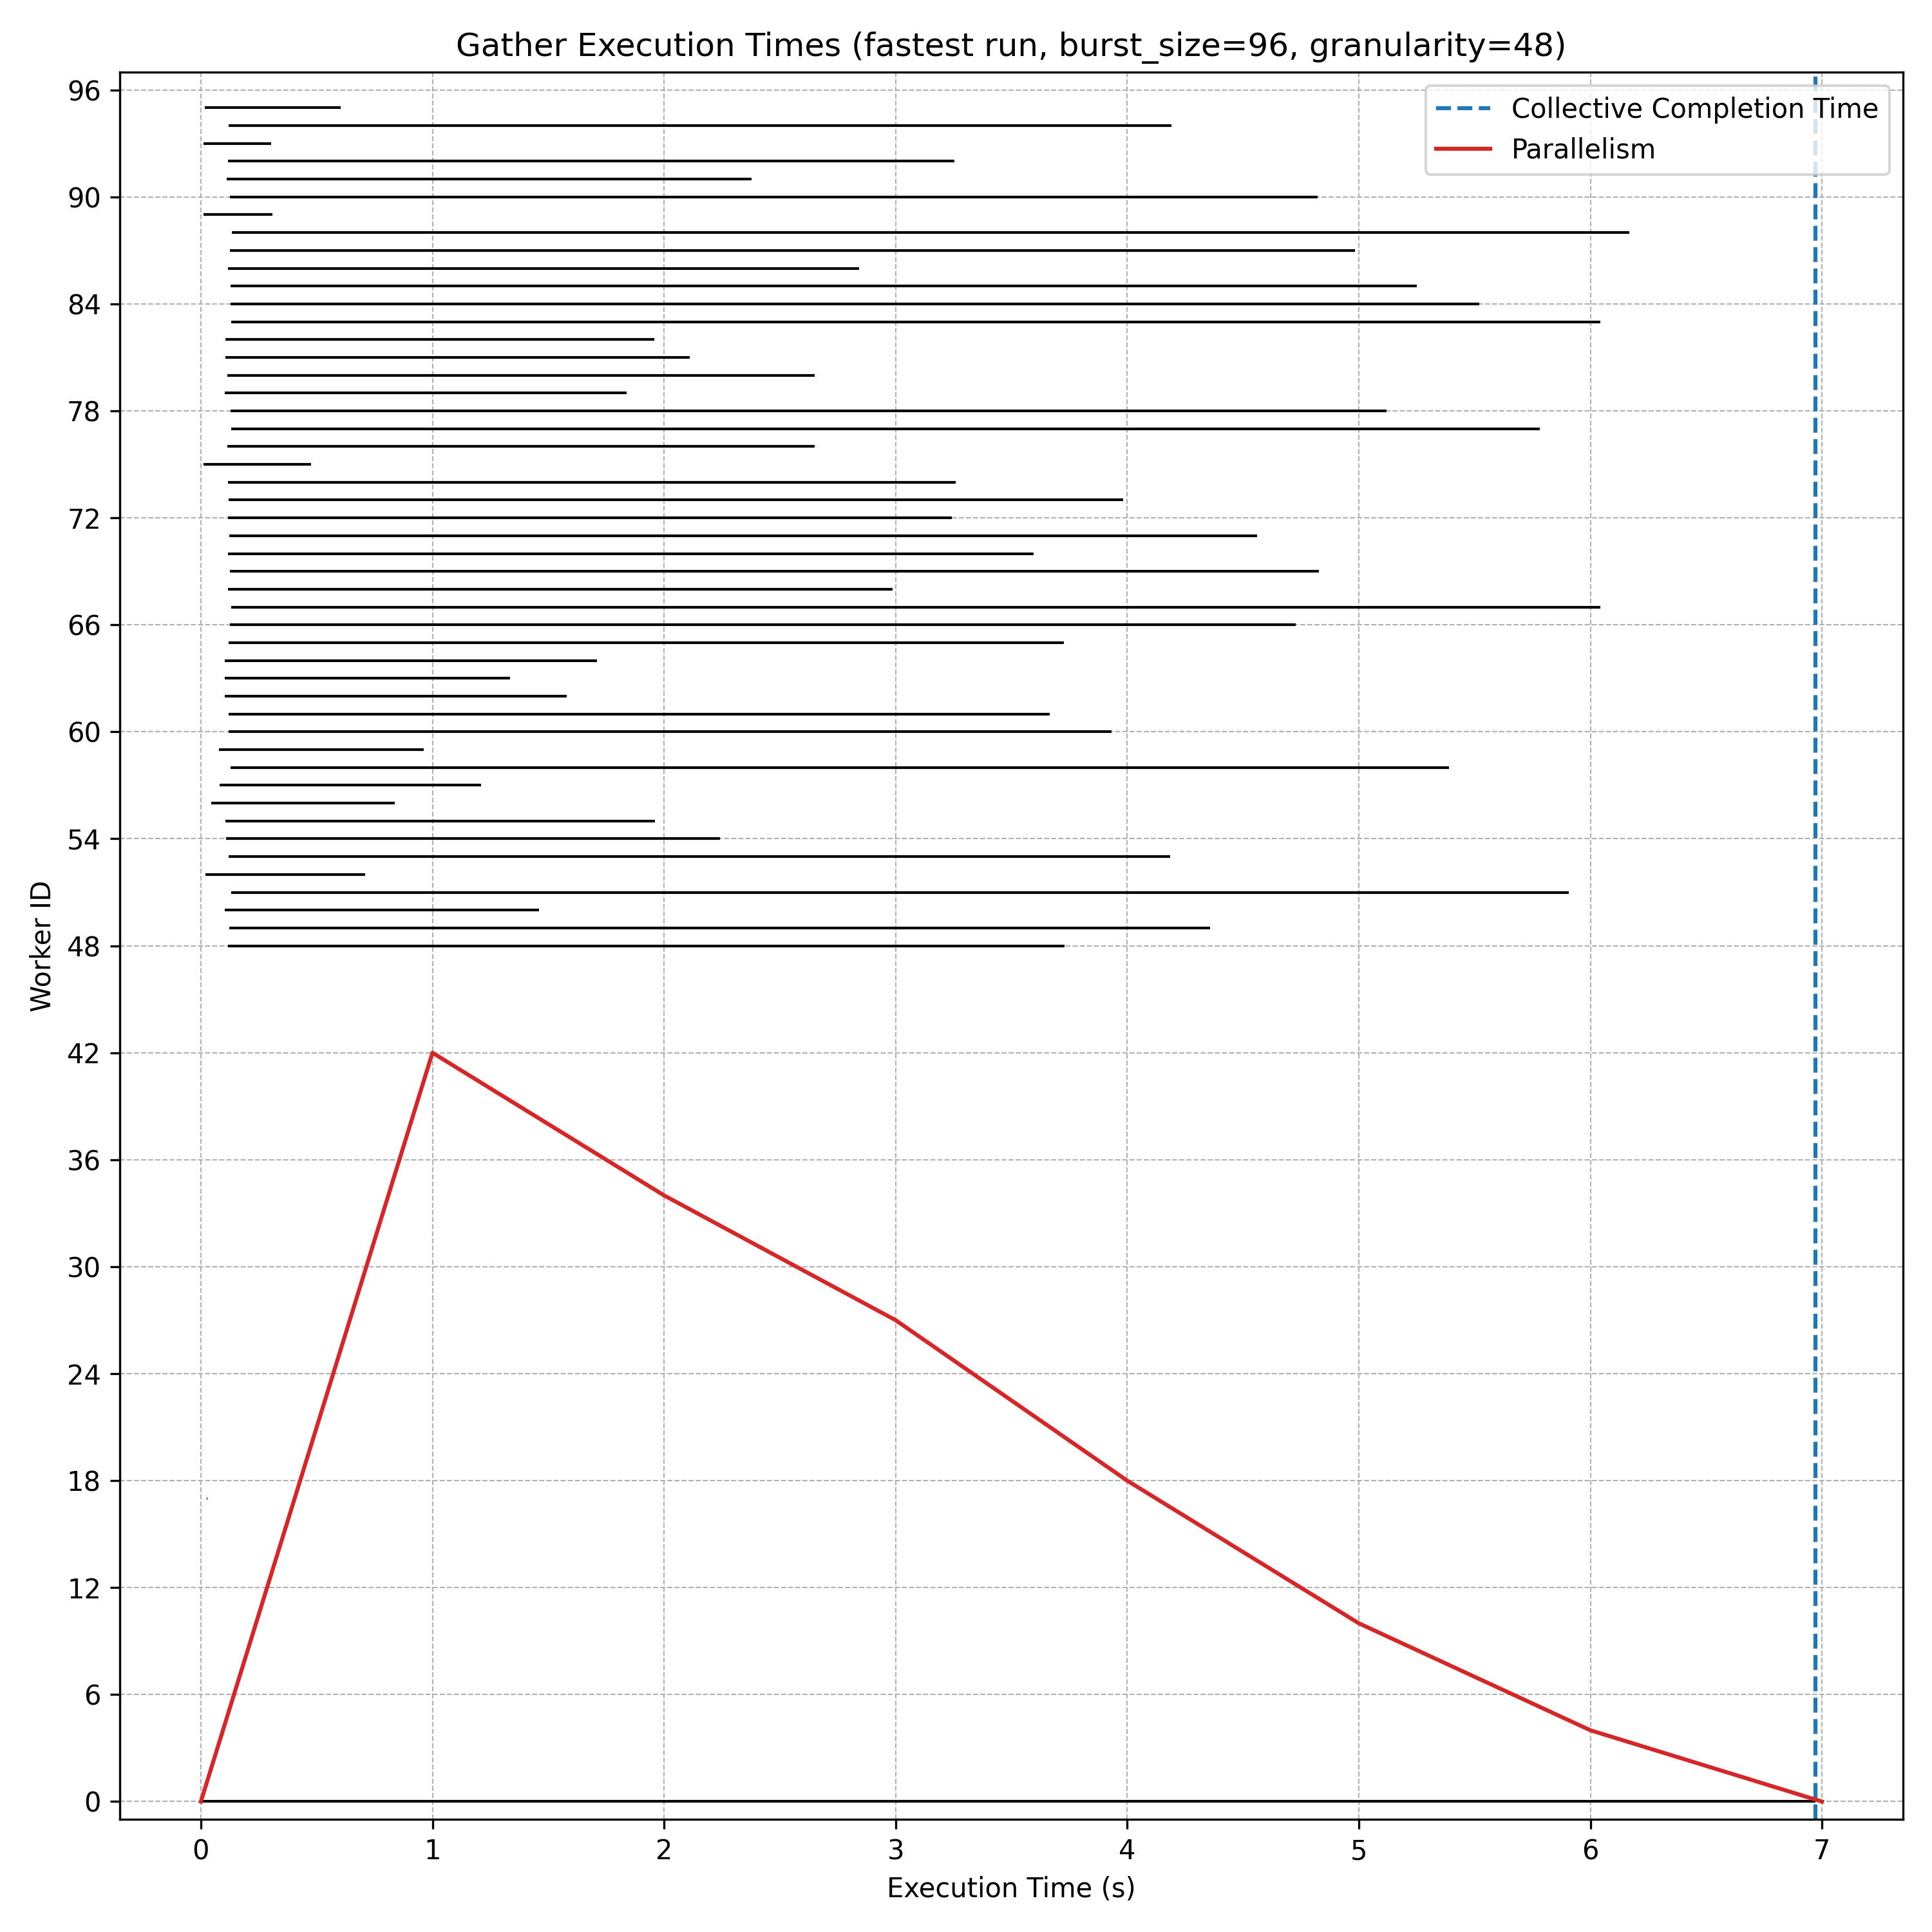 Gather Execution Times (fastest run, burst_size=96, granularity=48)
Collective Completion Time
Parallelism
Worker ID
96
90
84
78
72
66
60
54
48
42
36
30
24
18
12
6
0
0 1 2 3 4 5 6 7
Execution Time (s)